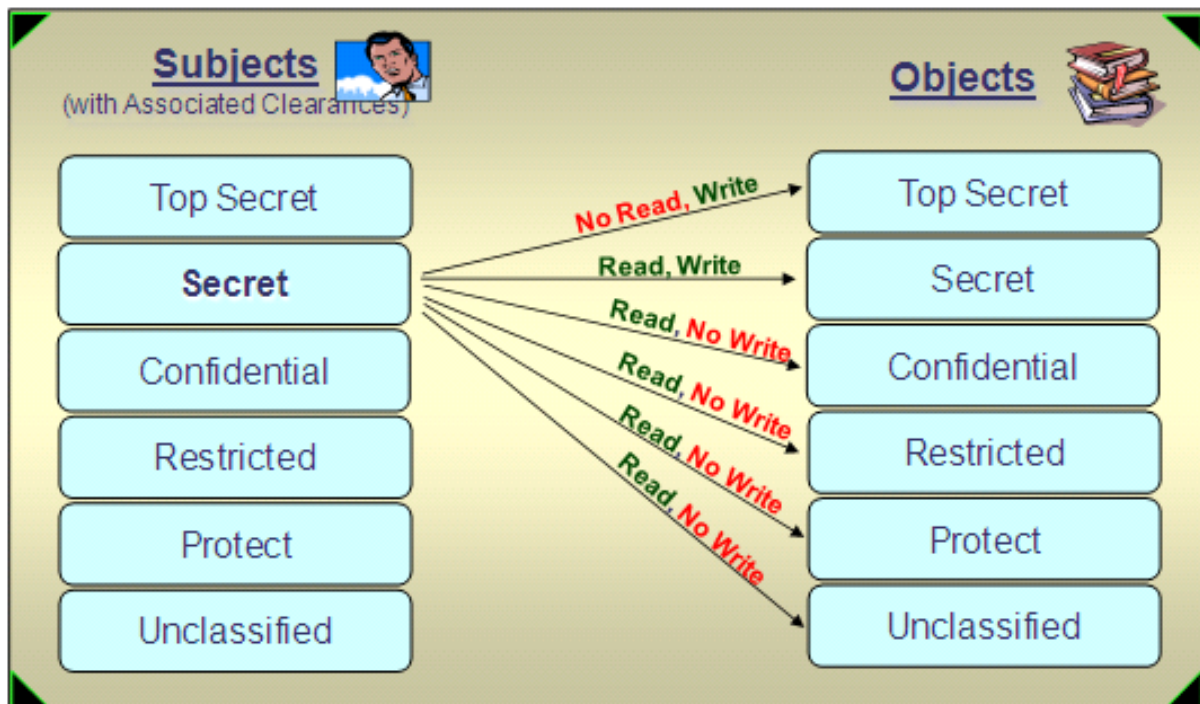 Subjects
(with Associated Clearances)
Objects
Top Secret
Secret
Confidential
Restricted
Protect
Unclassified
No Read, Write
Read, Write
Read, No Write
Read, No Write
Read, No Write
Read, No Write
Top Secret
Secret
Confidential
Restricted
Protect
Unclassified